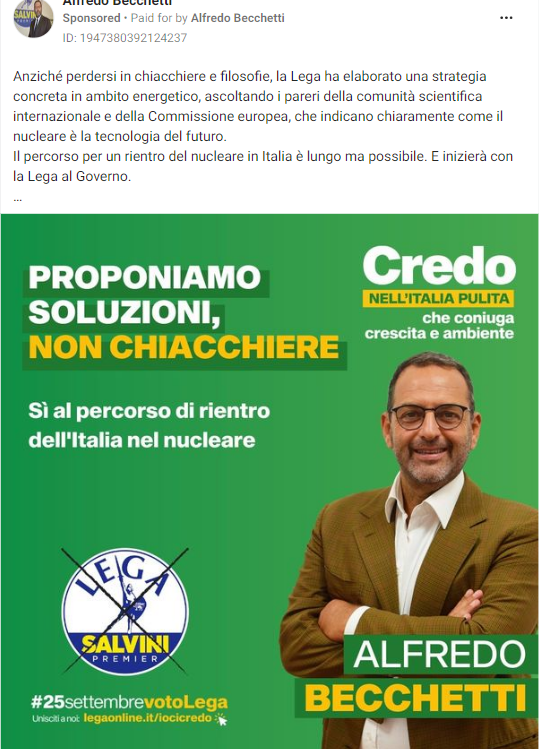 Alfredo Becchetti
Sponsored • Paid for by Alfredo Becchetti
ID: 1947380392124237
Anziché perdersi in chiacchiere e filosofie, la Lega ha elaborato una strategia
concreta in ambito energetico, ascoltando i pareri della comunità scientifica
internazionale e della Commissione europea, che indicano chiaramente come il
nucleare è la tecnologia del futuro.
Il percorso per un rientro del nucleare in Italia è lungo ma possibile. E inizierà con
la Lega al Governo.
...
PROPONIAMO
SOLUZIONI,
NON CHIACCHIERE
Sì al percorso di rientro
dell'Italia nel nucleare
Credo
NELL'ITALIA PULITA
che coniuga
crescita e ambiente
LEGA
SALVINI
PREMIER
#25settembrevotoLega
Unisciti a noi: legaonline.it/iocicredo
ALFREDO
BECCHETTI